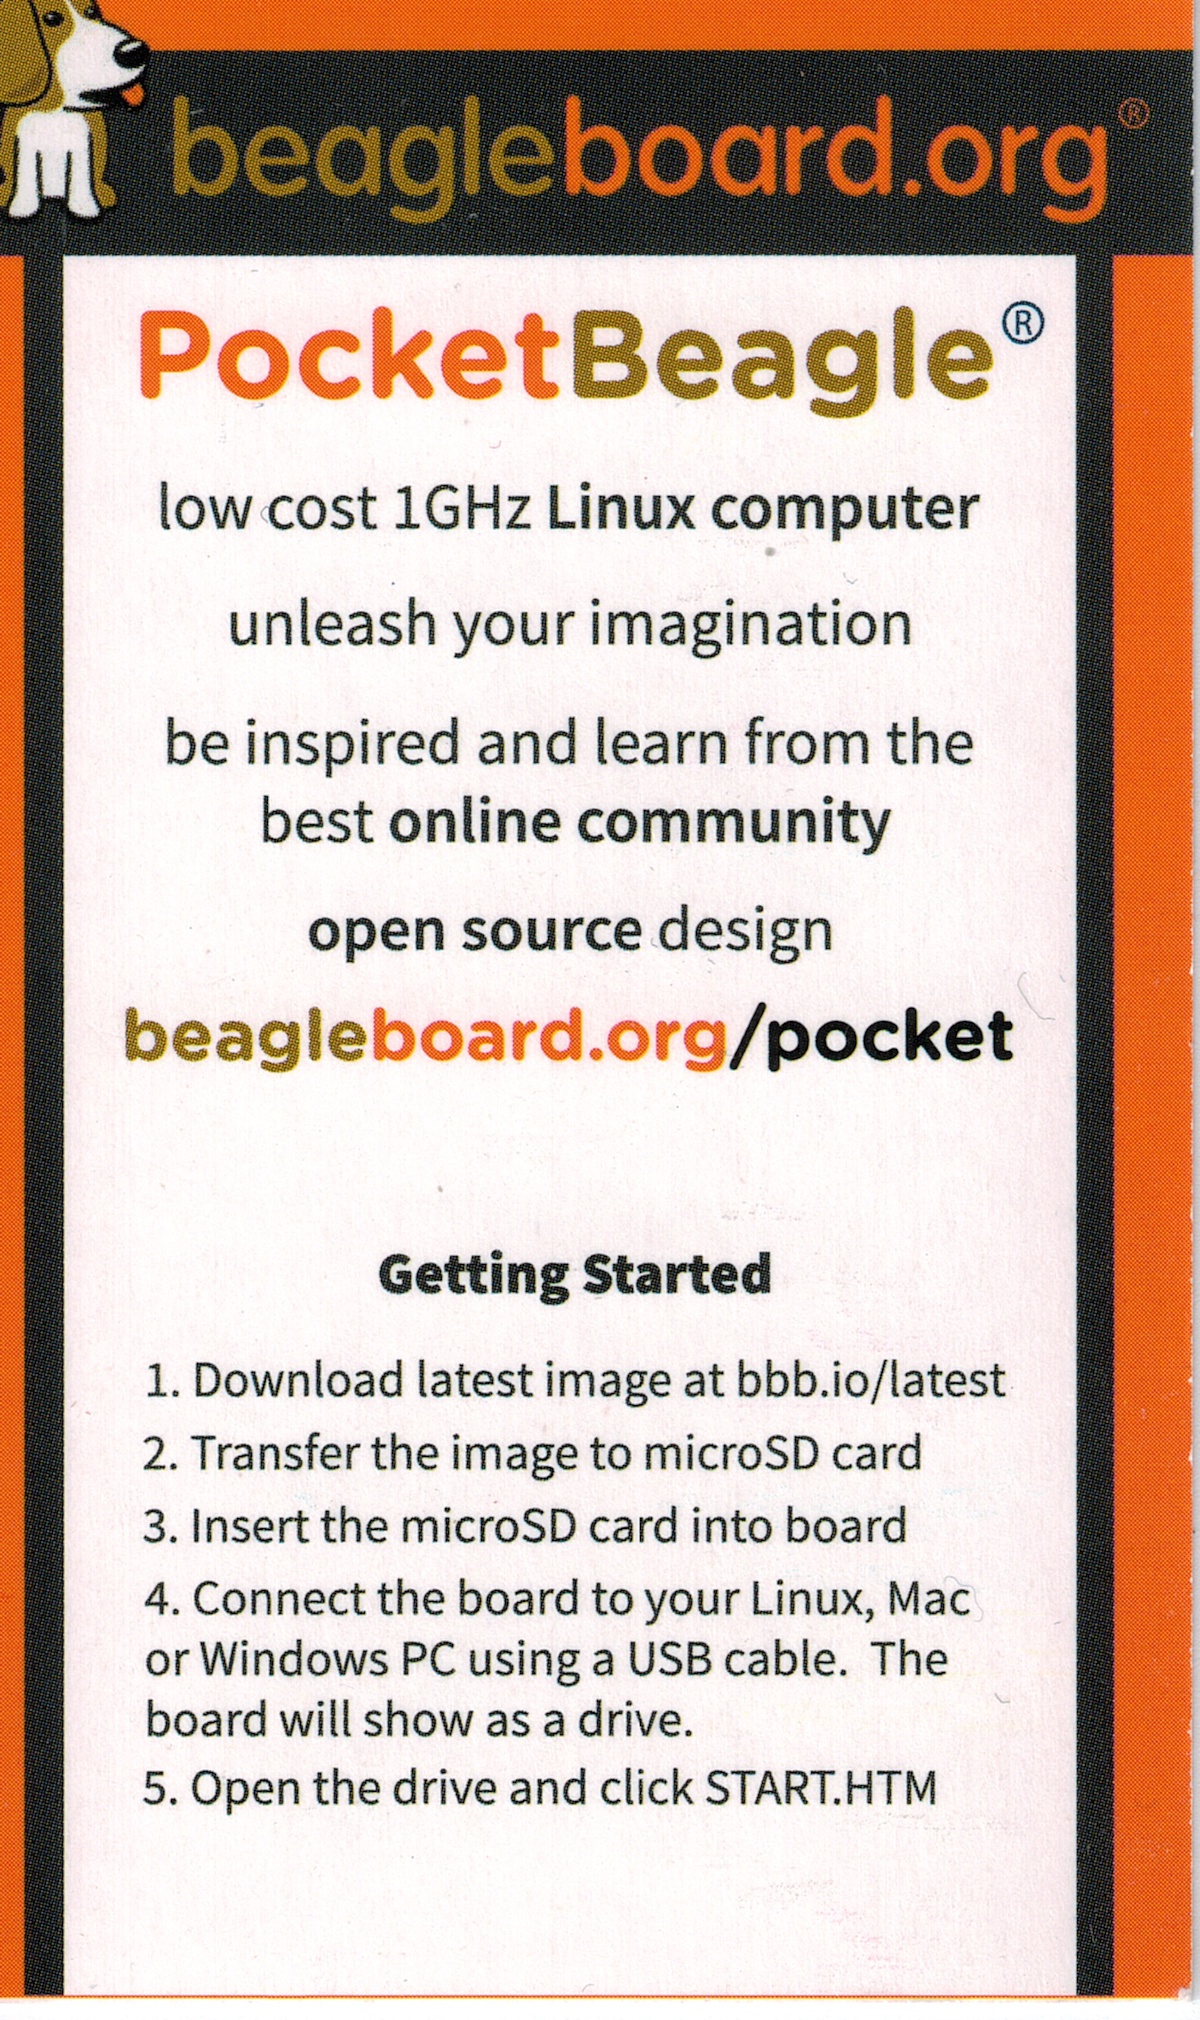 beagleboard.org®
PocketBeagle®
low cost 1GHz Linux computer
unleash your imagination
be inspired and learn from the
best online community
open source design
beagleboard.org/pocket
Getting Started
1. Download latest image at bbb.io/latest
2. Transfer the image to microSD card
3. Insert the microSD card into board
4. Connect the board to your Linux, Mac
or Windows PC using a USB cable.  The
board will show as a drive.
5. Open the drive and click START.HTM